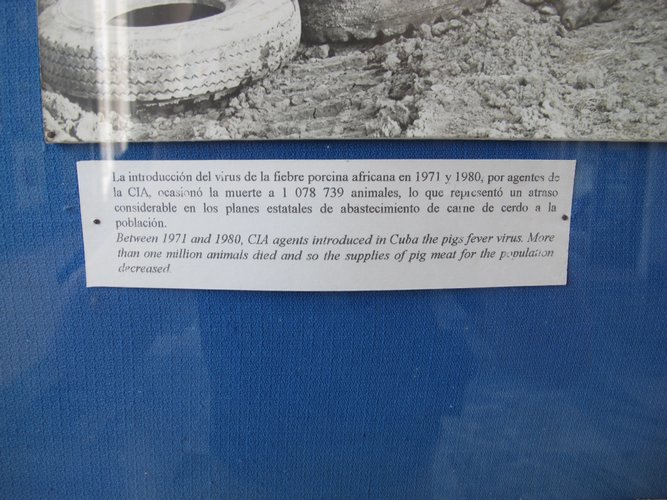 La introducción del virus de la fiebre porcina africana en 1971 y 1980, por agentes de
la CIA, ocasionó la muerte a 1 078 739 animales, lo que representó un atraso
considerable en los planes estatales de abastecimiento de carne de cerdo a la
población.
Between 1971 and 1980, CIA agents introduced in Cuba the pigs fever virus. More
than one million animals died and so the supplies of pig meat for the population
decreased.